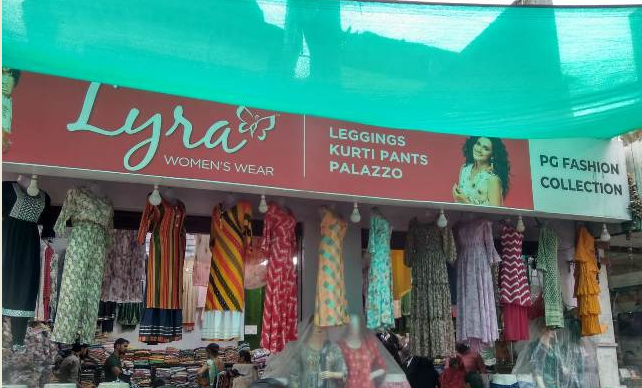 Lyra
WOMEN'S WEAR
LEGGINGS
KURTI PANTS
PALAZZO
PG FASHION
COLLECTION